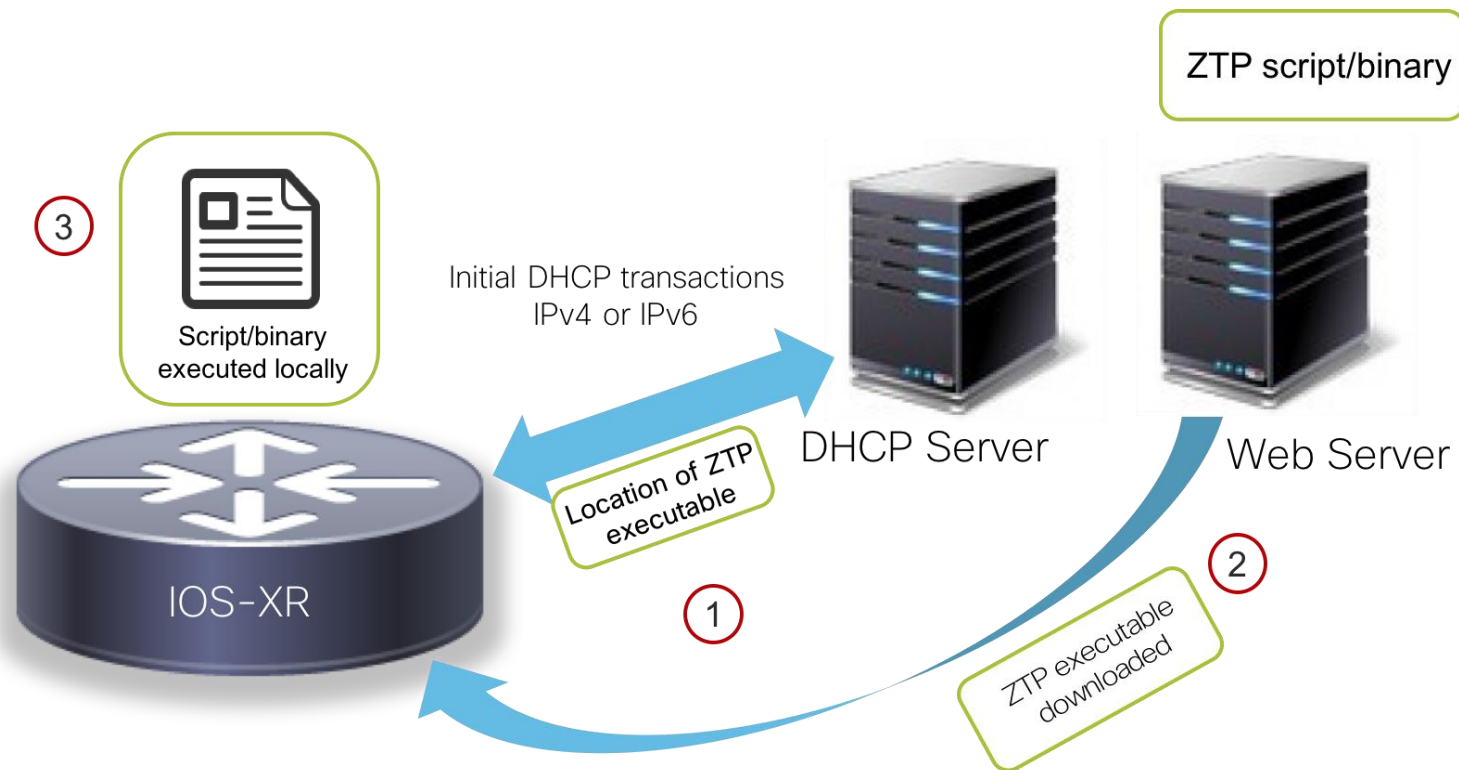 ZTP script/binary
3
Script/binary
executed locally
Initial DHCP transactions
IPv4 or IPv6
DHCP Server
Web Server
Location of ZTP
executable
IOS-XR
1
2
ZTP executable
downloaded